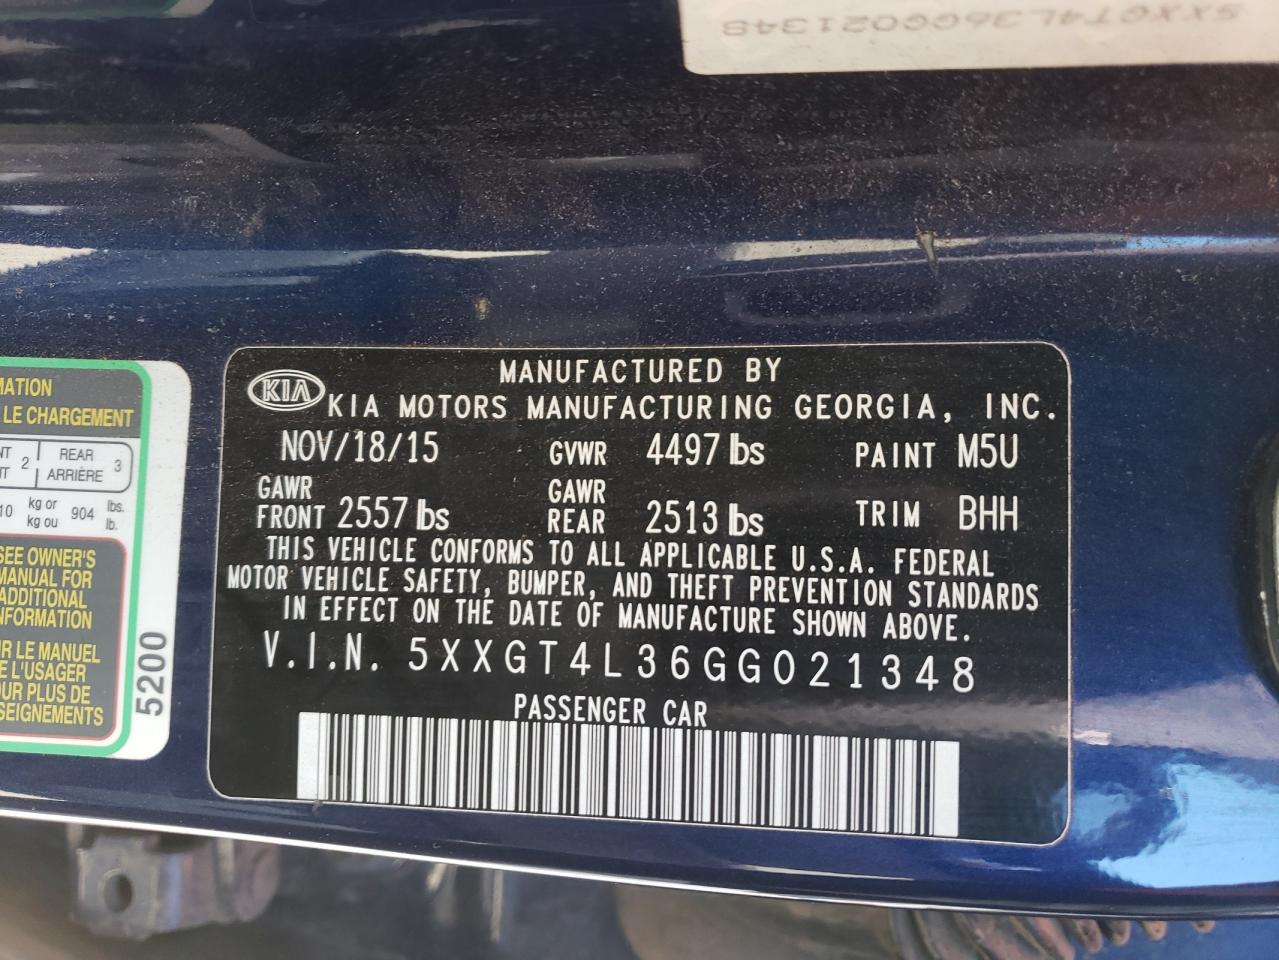 5XXGT4L36GG021348
MATION
LE CHARGEMENT
2 REAR 3
ARRIÈRE
10 kg or 904 lbs.
kg ou lb.
SEE OWNER'S
MANUAL FOR
ADDITIONAL
INFORMATION
LE MANUEL
L'USAGER
PLUS DE
SEIGNEMENTS
5200
MANUFACTURED BY
KIA KIA MOTORS MANUFACTURING GEORGIA, INC.
NOV/18/15 GVWR 4497 lbs PAINT M5U
GAWR FRONT 2557 lbs GAWR REAR 2513 lbs TRIM BHH
THIS VEHICLE CONFORMS TO ALL APPLICABLE U.S.A. FEDERAL
MOTOR VEHICLE SAFETY, BUMPER, AND THEFT PREVENTION STANDARDS
IN EFFECT ON THE DATE OF MANUFACTURE SHOWN ABOVE.
V.I.N. 5XXGT4L36GG021348
PASSENGER CAR